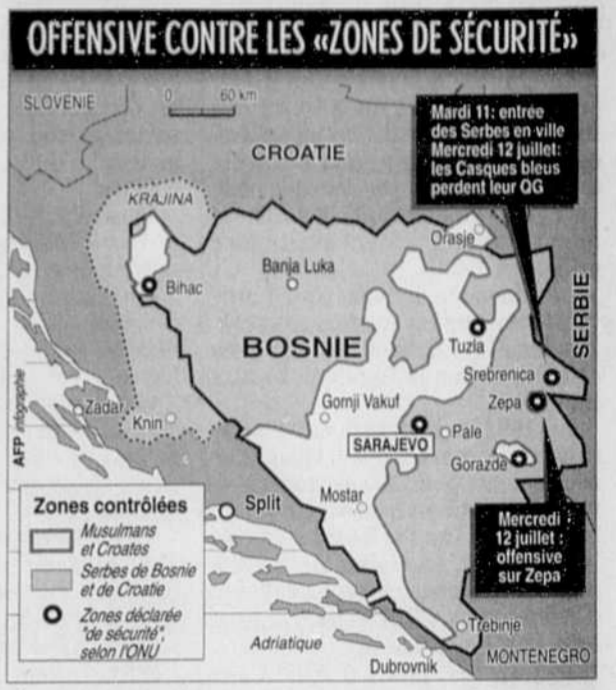 OFFENSIVE CONTRE LES «ZONES DE SÉCURITÉ»
SLOVENIE
0 60 km
CROATIE
Mardi 11: entrée
des Serbes en ville
Mercredi 12 juillet:
les Casques bleus
perdent leur QG
KRAJINA
Orasje
Bihac
Banja Luka
SERBIE
BOSNIE
Tuzla
Srebrenica
Zepa
Zadar
Knin
Gornji Vakuf
SARAJEVO
Pale
Gorazde
AFP infographie
Mostar
Split
Zones contrôlées
Musulmans
et Croates
Serbes de Bosnie
et de Croatie
Zones déclarée
"de sécurité",
selon l'ONU
Mercredi
12 juillet :
offensive
sur Zepa
Adriatique
Trebinje
Dubrovnik
MONTENEGRO